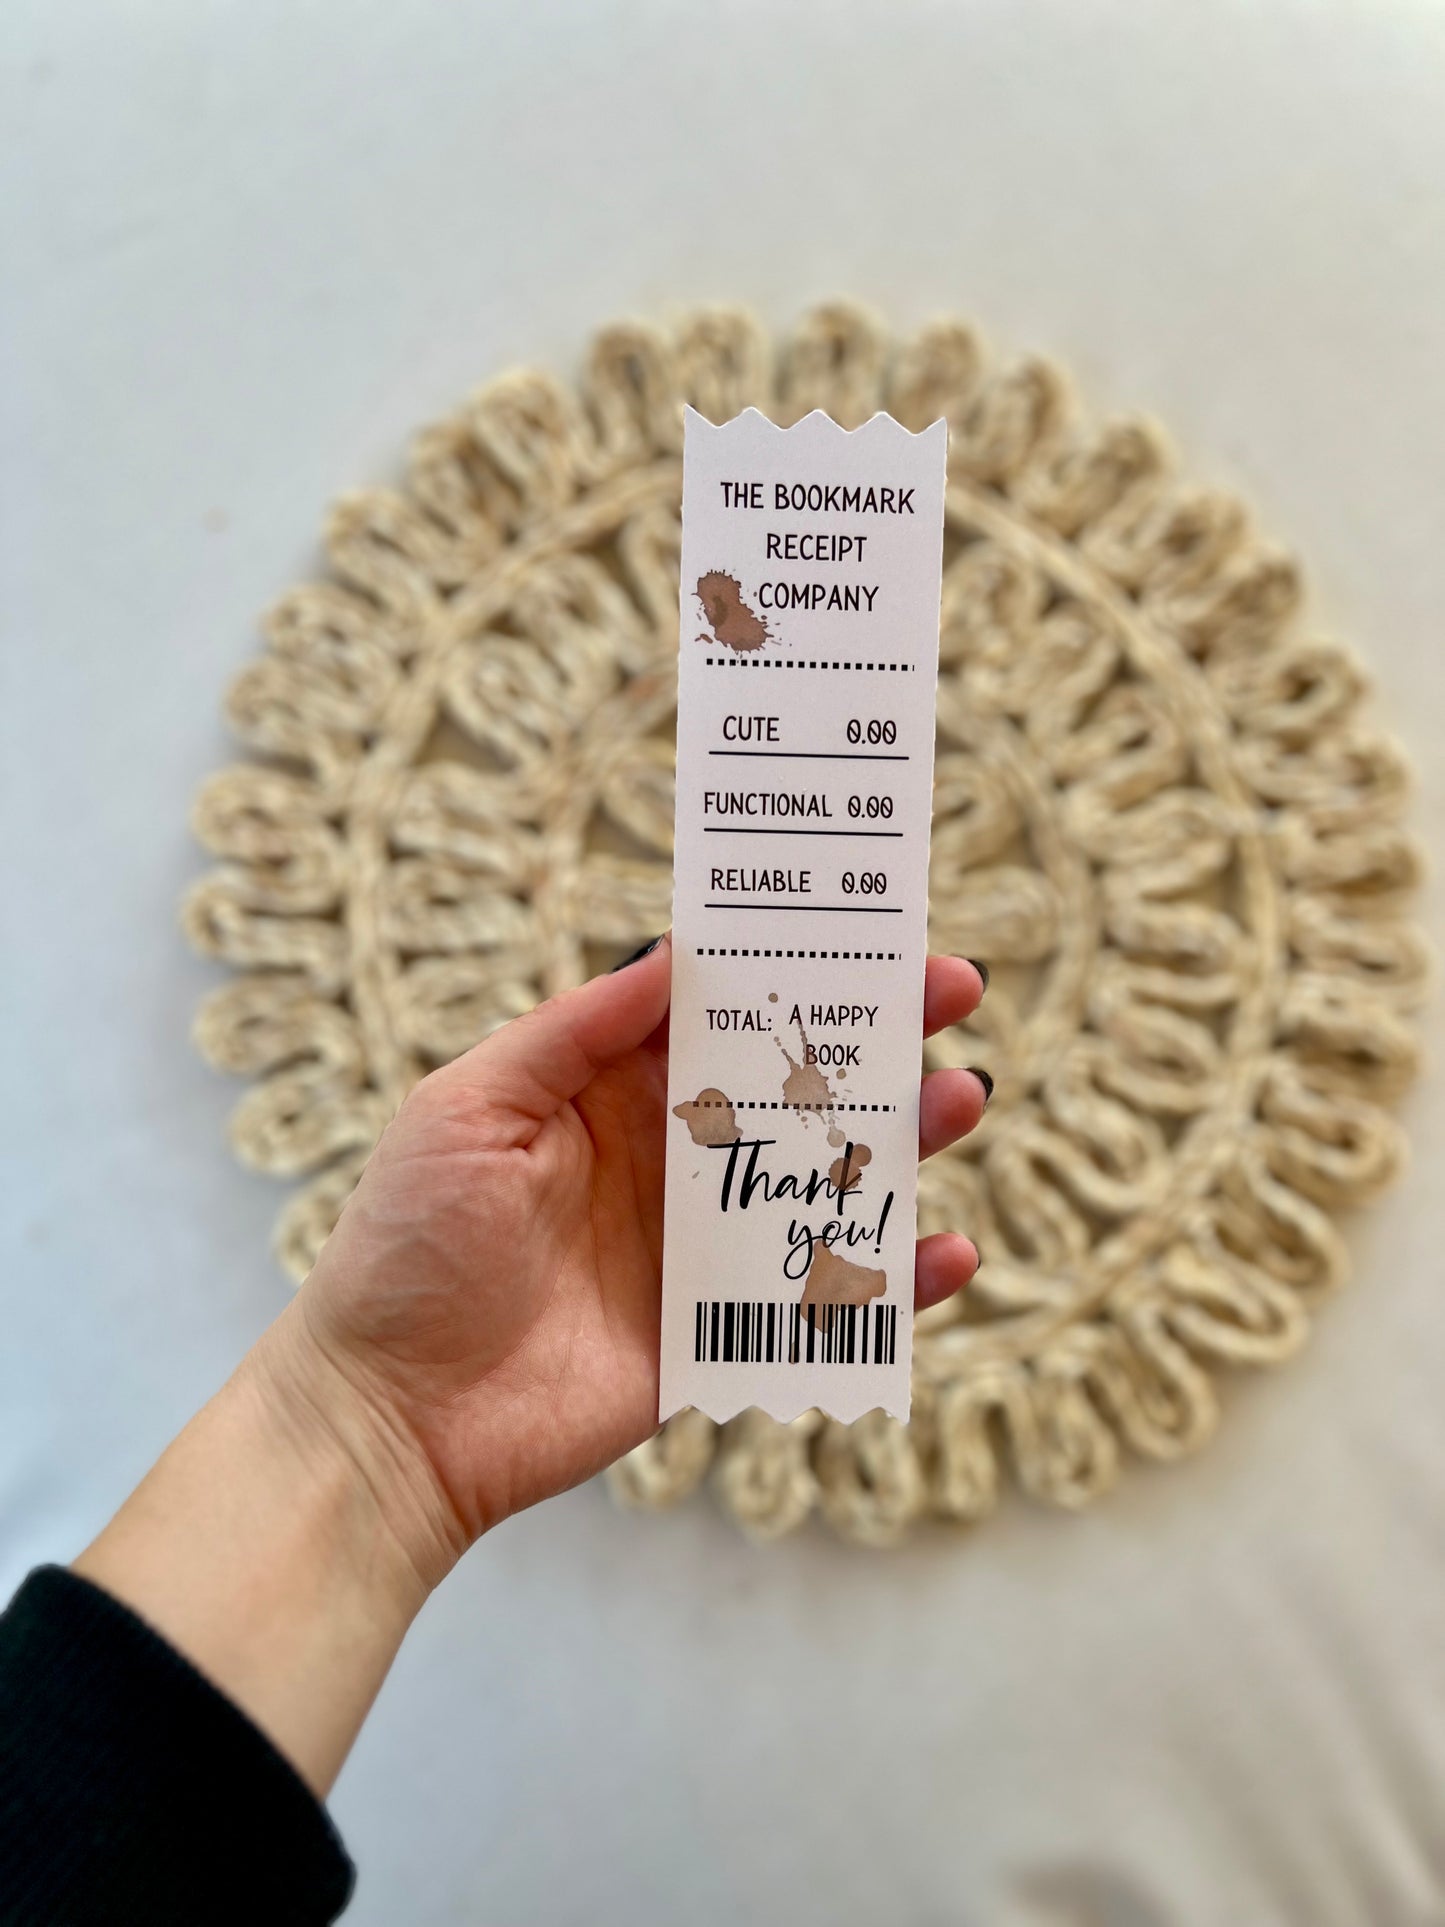 THE BOOKMARK
RECEIPT
COMPANY
CUTE 0.00
FUNCTIONAL 0.00
RELIABLE 0.00
TOTAL: A HAPPY
BOOK
Thank
you!